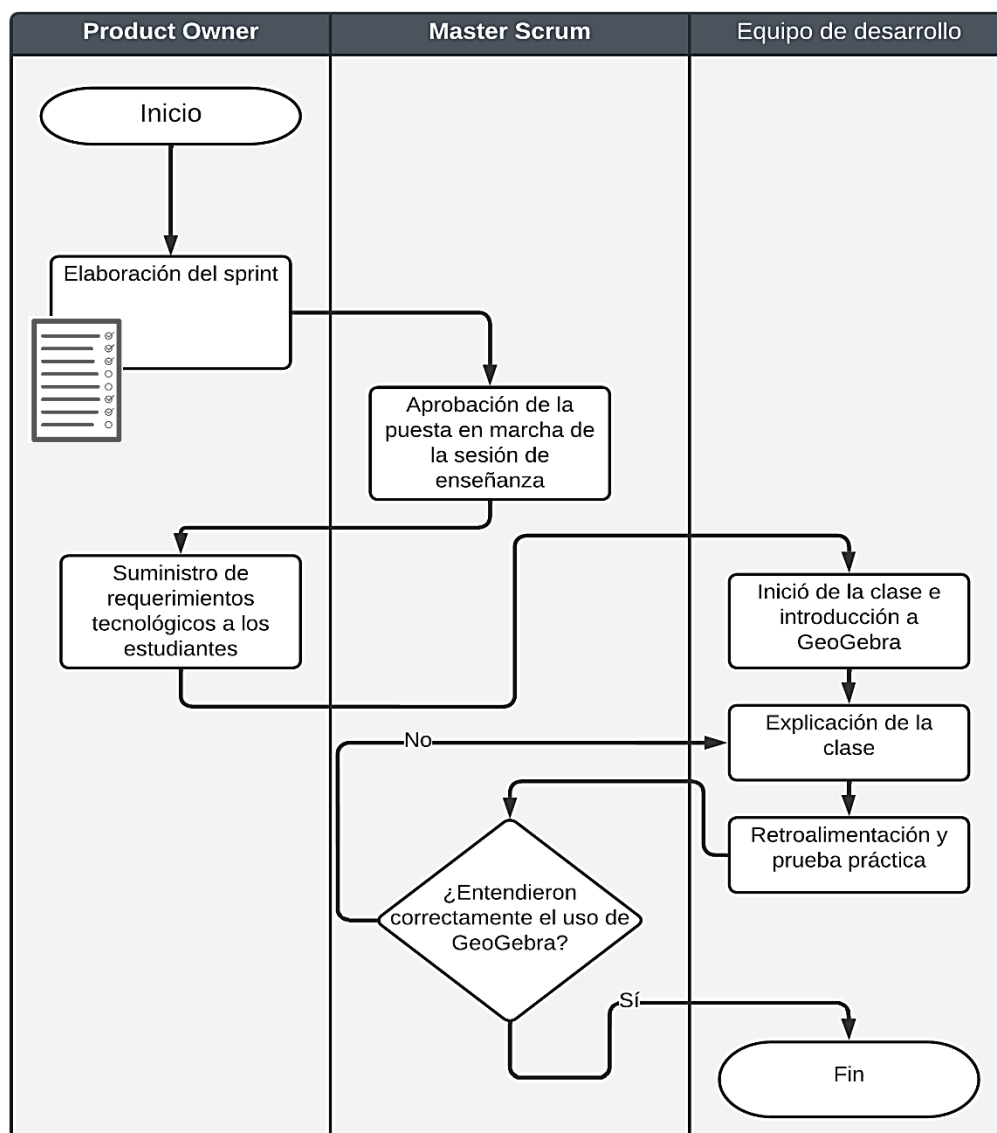 Product Owner
Master Scrum
Equipo de desarrollo
Inicio
Elaboración del sprint
Aprobación de la
puesta en marcha de
la sesión de
enseñanza
Suministro de
requerimientos
tecnológicos a los
estudiantes
Inició de la clase e
introducción a
GeoGebra
Explicación de la
clase
No
Retroalimentación y
prueba práctica
¿Entendieron
correctamente el uso de
GeoGebra?
Sí
Fin